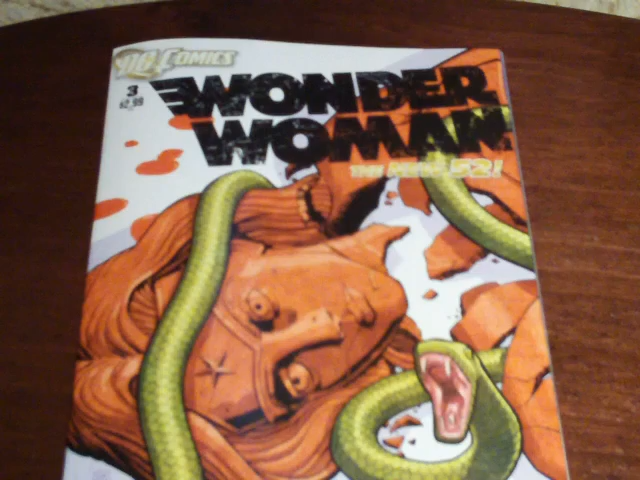 DC COMICS
3
$2.99
WONDER
WOMAN
THE NEW 52!